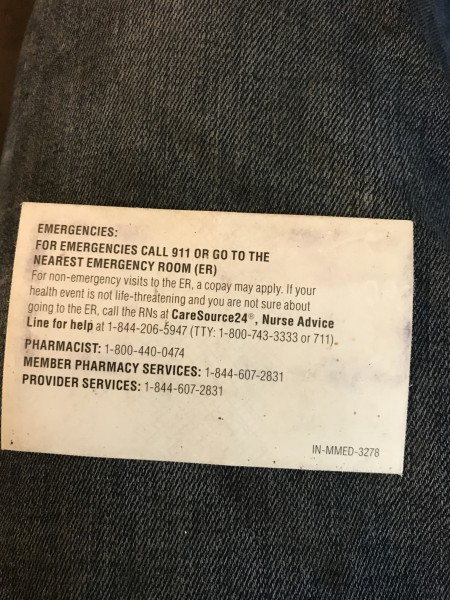 EMERGENCIES:
FOR EMERGENCIES CALL 911 OR GO TO THE
NEAREST EMERGENCY ROOM (ER)
For non-emergency visits to the ER, a copay may apply. If your
health event is not life-threatening and you are not sure about
going to the ER, call the RNs at CareSource24®, Nurse Advice
Line for help at 1-844-206-5947 (TTY: 1-800-743-3333 or 711).
PHARMACIST: 1-800-440-0474
MEMBER PHARMACY SERVICES: 1-844-607-2831
PROVIDER SERVICES: 1-844-607-2831
IN-MMED-3278